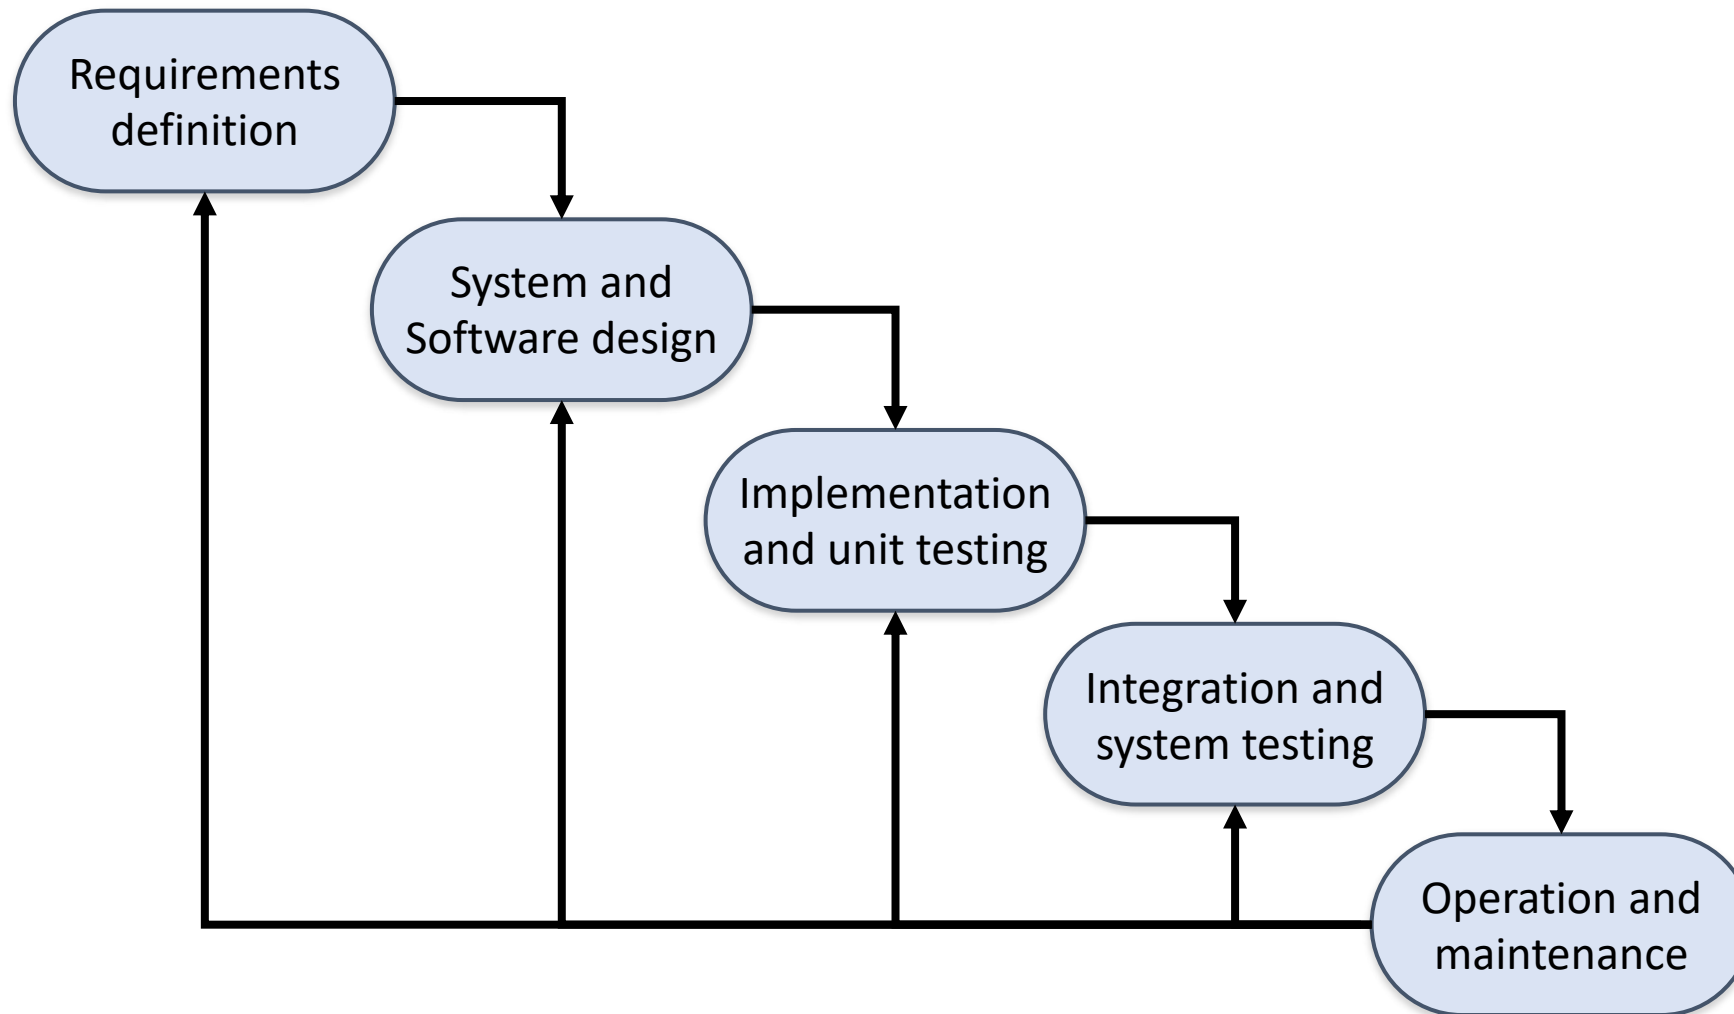 Requirements
definition
System and
Software design
Implementation
and unit testing
Integration and
system testing
Operation and
maintenance